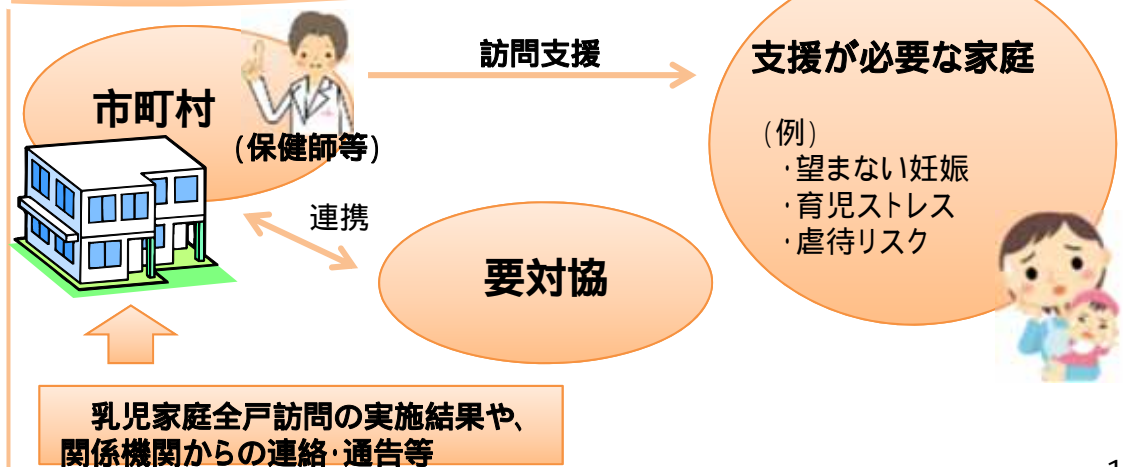 訪問支援
市町村
(保健師等)
支援が必要な家庭
(例)
・望まない妊娠
・育児ストレス
・虐待リスク
連携
要対協
乳児家庭全戸訪問の実施結果や、
関係機関からの連絡・通告等